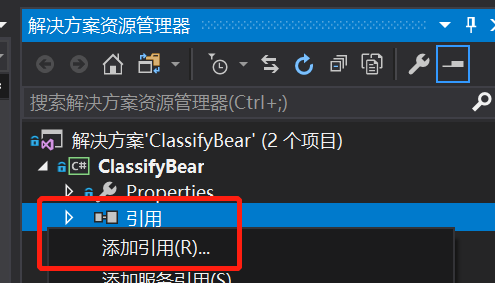 解决方案资源管理器
搜索解决方案资源管理器(Ctrl+;)
解决方案'ClassifyBear' (2 个项目)
C# ClassifyBear
Properties
引用
添加引用(R)...
添加服务引用(S)